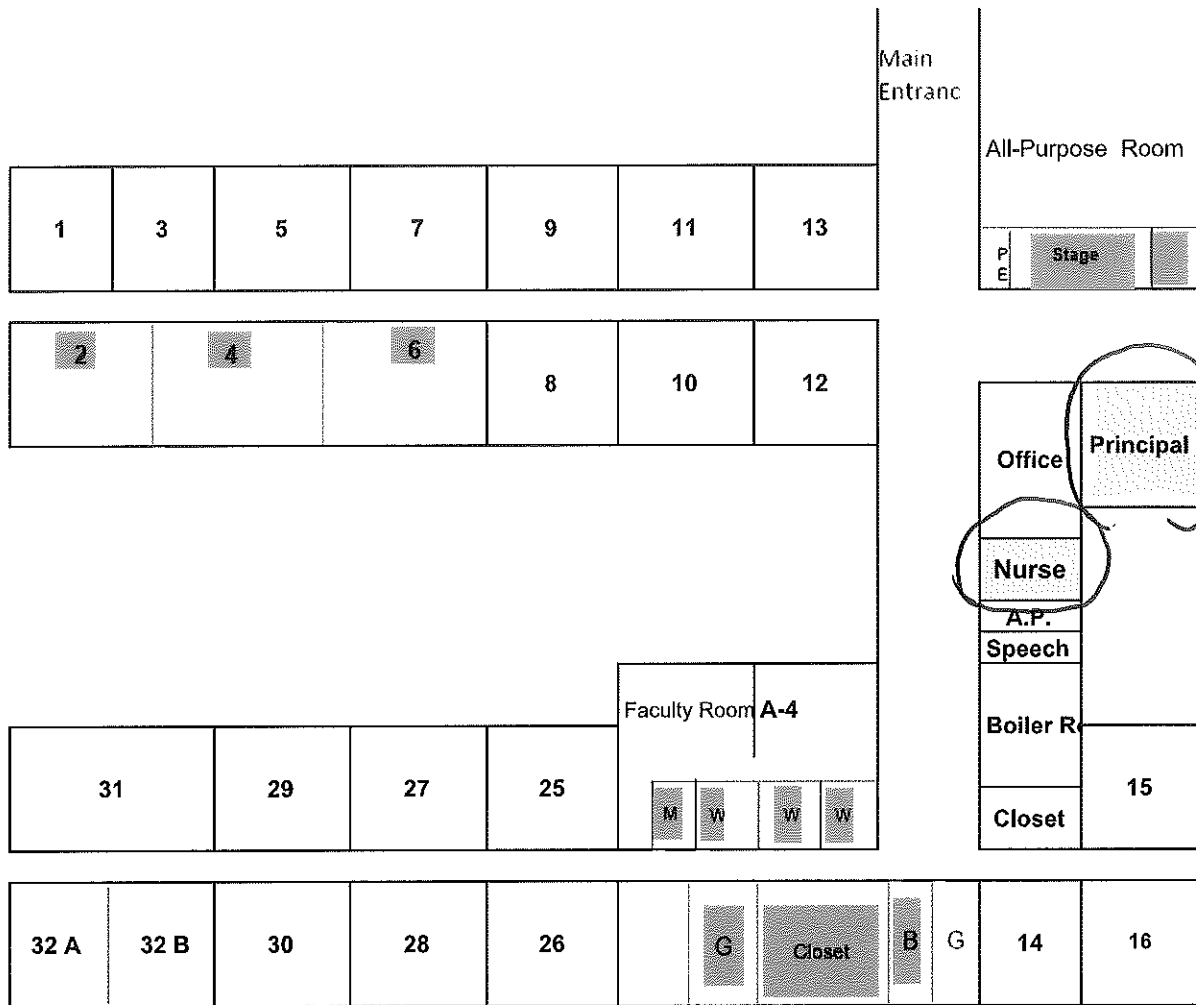 Main
Entranc
All-Purpose Room
1 3 5 7 9 11 13
P
E
Stage
2 4 6
8 10 12
Office
Principal
Nurse
A.P.
Speech
Faculty Room A-4
Boiler R
31 29 27 25
15
M W W W
Closet
32 A 32 B 30 28 26
G Closet B G 14 16